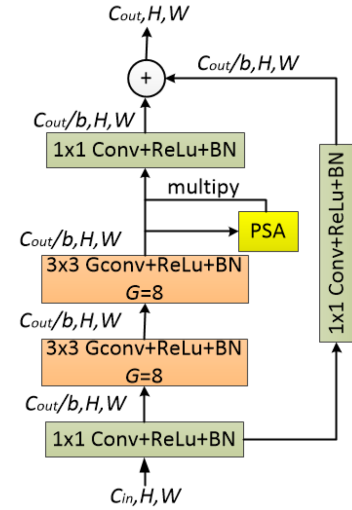 Cout,H,W
+
Cout/b,H,W
Cout/b,H,W
1x1 Conv+ReLu+BN
multipy
PSA
Cout/b,H,W
3x3 Gconv+ReLu+BN
G=8
1x1 Conv+ReLu+BN
Cout/b,H,W
3x3 Gconv+ReLu+BN
G=8
Cout/b,H,W
1x1 Conv+ReLu+BN
Cin,H,W